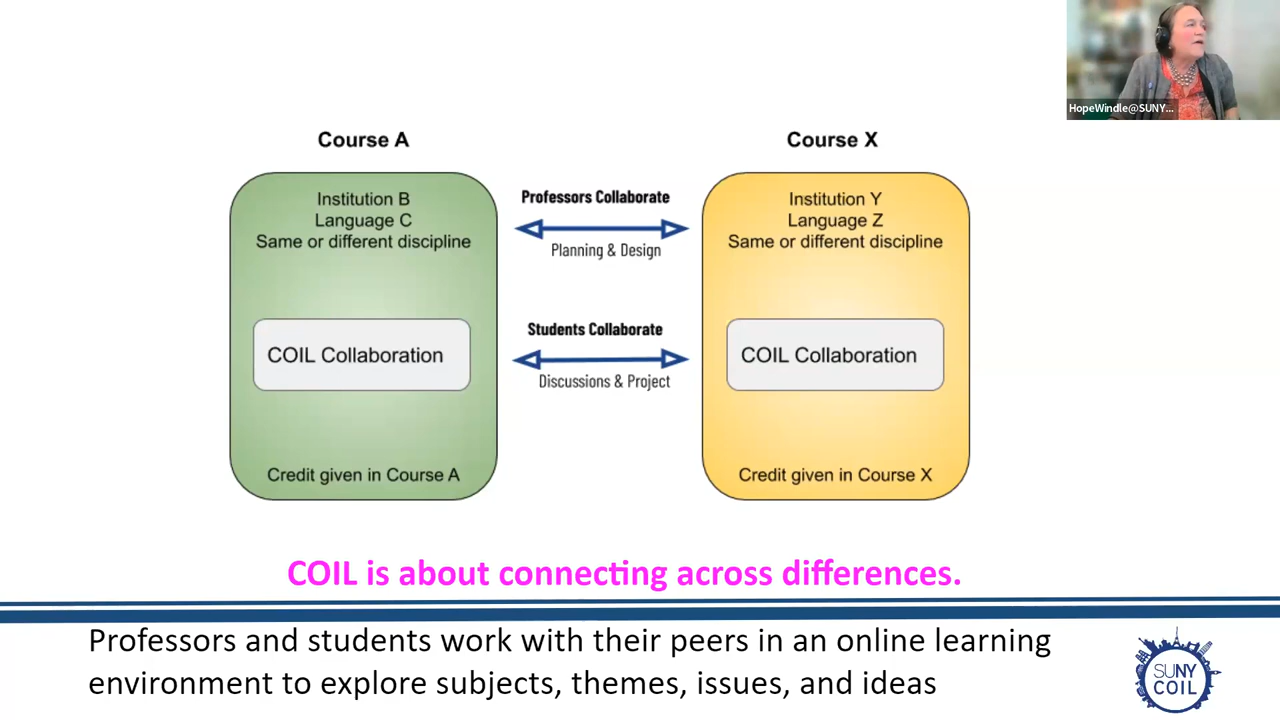 HopeWindle@SUNY...
Course A
Institution B
Language C
Same or different discipline
COIL Collaboration
Credit given in Course A
Professors Collaborate
Planning & Design
Students Collaborate
Discussions & Project
Course X
Institution Y
Language Z
Same or different discipline
COIL Collaboration
Credit given in Course X
COIL is about connecting across differences.
Professors and students work with their peers in an online learning
environment to explore subjects, themes, issues, and ideas
SUNY
COIL